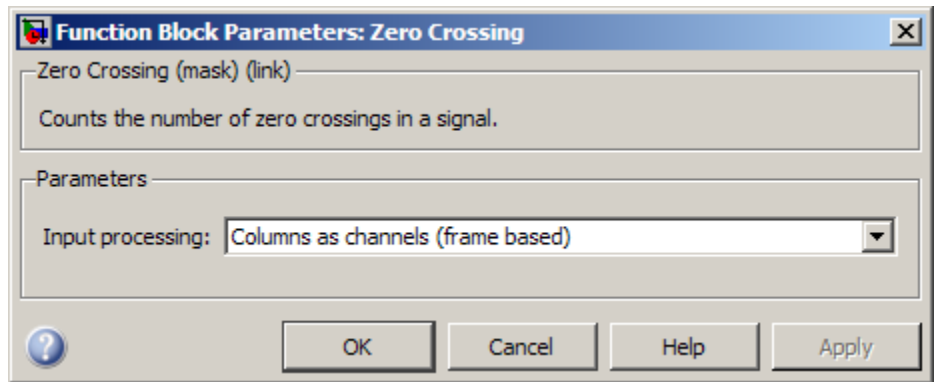 Function Block Parameters: Zero Crossing
Zero Crossing (mask) (link)
Counts the number of zero crossings in a signal.
Parameters
Input processing: Columns as channels (frame based)
OK Cancel Help Apply